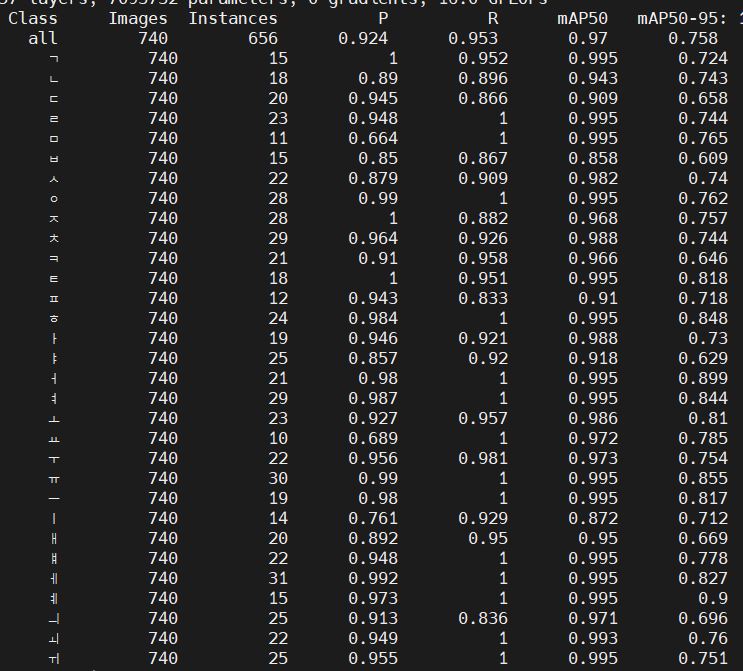 layers, parameters, 0 gradients, 16.0 GFLOPs
Class Images Instances P R mAP50 mAP50-95: 1
all 740 656 0.924 0.953 0.97 0.758
ㄱ 740 15 1 0.952 0.995 0.724
ㄴ 740 18 0.89 0.896 0.943 0.743
ㄷ 740 20 0.945 0.866 0.909 0.658
ㄹ 740 23 0.948 1 0.995 0.744
ㅁ 740 11 0.664 1 0.995 0.765
ㅂ 740 15 0.85 0.867 0.858 0.609
ㅅ 740 22 0.879 0.909 0.982 0.74
ㅇ 740 28 0.99 1 0.995 0.762
ㅈ 740 28 1 0.882 0.968 0.757
ㅊ 740 29 0.964 0.926 0.988 0.744
ㅋ 740 21 0.91 0.958 0.966 0.646
ㅌ 740 18 1 0.951 0.995 0.818
ㅍ 740 12 0.943 0.833 0.91 0.718
ㅎ 740 24 0.984 1 0.995 0.848
ㅏ 740 19 0.946 0.921 0.988 0.73
ㅑ 740 25 0.857 0.92 0.918 0.629
ㅓ 740 21 0.98 1 0.995 0.899
ㅕ 740 29 0.987 1 0.995 0.844
ㅗ 740 23 0.927 0.957 0.986 0.81
ㅛ 740 10 0.689 1 0.972 0.785
ㅜ 740 22 0.956 0.981 0.973 0.754
ㅠ 740 30 0.99 1 0.995 0.855
ㅡ 740 19 0.98 1 0.995 0.817
ㅣ 740 14 0.761 0.929 0.872 0.712
ㅐ 740 20 0.892 0.95 0.95 0.669
ㅒ 740 22 0.948 1 0.995 0.778
ㅔ 740 31 0.992 1 0.995 0.827
ㅖ 740 15 0.973 1 0.995 0.9
ㅢ 740 25 0.913 0.836 0.971 0.696
ㅚ 740 22 0.949 1 0.993 0.76
ㅟ 740 25 0.955 1 0.995 0.751